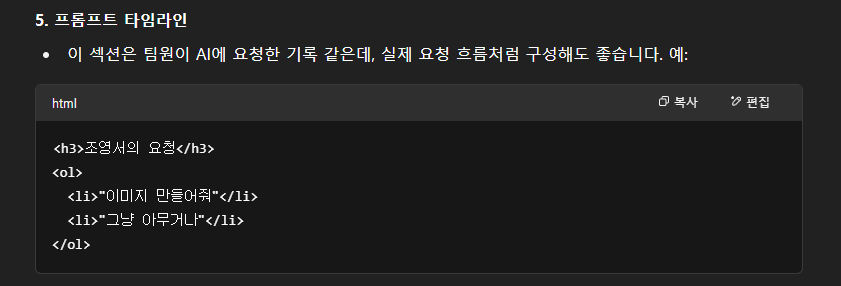 5. 프롬프트 타임라인
• 이 섹션은 팀원이 AI에 요청한 기록 같은데, 실제 요청 흐름처럼 구성해도 좋습니다. 예:
html 복사 편집
<h3>조영서의 요청</h3>
<ol>
  <li>"이미지 만들어줘"</li>
  <li>"그냥 아무거나"</li>
</ol>